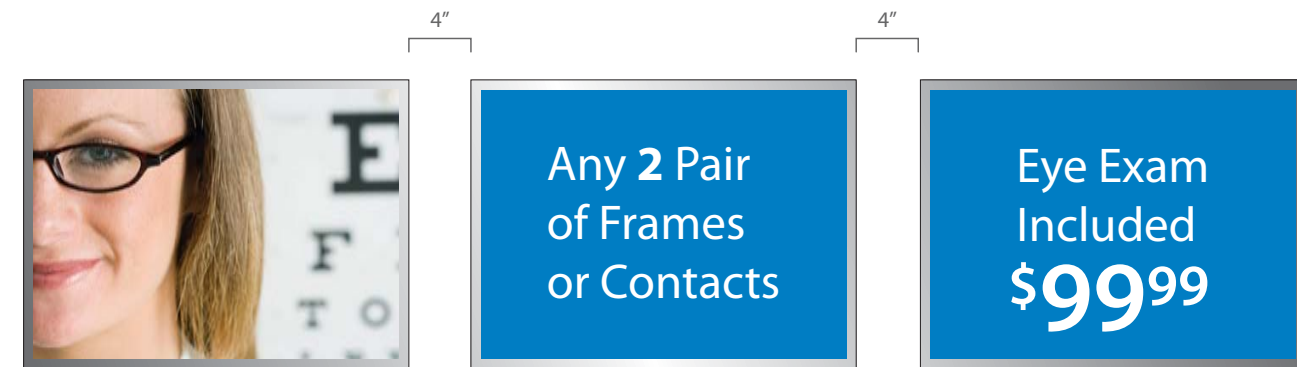 4”
4”
E
F
T O
Any 2 Pair
of Frames
or Contacts
Eye Exam
Included
$99⁹⁹